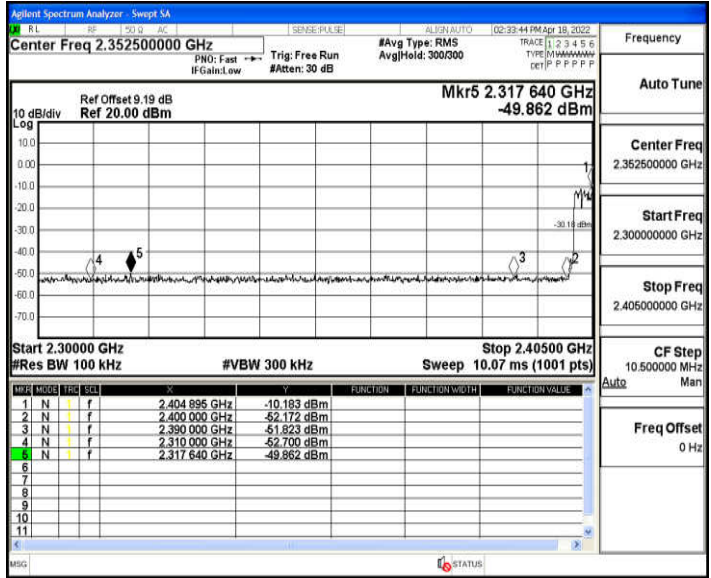 Agilent Spectrum Analyzer - Swept SA
RL RF 50 Ω AC SENSE:PULSE ALIGN AUTO 02:33:44 PM Apr 18, 2022
Center Freq 2.352500000 GHz
PNO: Fast
IFGain:Low
Trig: Free Run
#Atten: 30 dB
#Avg Type: RMS
Avg|Hold: 300/300
TRACE 1 2 3 4 5 6
TYPE MWWWWW
DET P P P P P P
Frequency
Ref Offset 9.19 dB
10 dB/div Ref 20.00 dBm
Log
Mkr5 2.317 640 GHz
-49.862 dBm
Auto Tune
10.0
0.00
-10.0
-20.0
-30.0
-40.0
-50.0
-60.0
-70.0
1
-30.18 dBm
4
5
3
2
Center Freq
2.352500000 GHz
Start Freq
2.300000000 GHz
Stop Freq
2.405000000 GHz
Start 2.30000 GHz Stop 2.40500 GHz
#Res BW 100 kHz #VBW 300 kHz Sweep 10.07 ms (1001 pts)
CF Step
10.500000 MHz
Auto Man
MKR MODE TRC SCL X Y FUNCTION FUNCTION WIDTH FUNCTION VALUE
1 N 1 f 2.404 895 GHz -10.183 dBm
2 N 1 f 2.400 000 GHz -52.172 dBm
3 N 1 f 2.390 000 GHz -51.823 dBm
4 N 1 f 2.310 000 GHz -52.700 dBm
5 N 1 f 2.317 640 GHz -49.862 dBm
6
7
8
9
10
11
Freq Offset
0 Hz
MSG STATUS